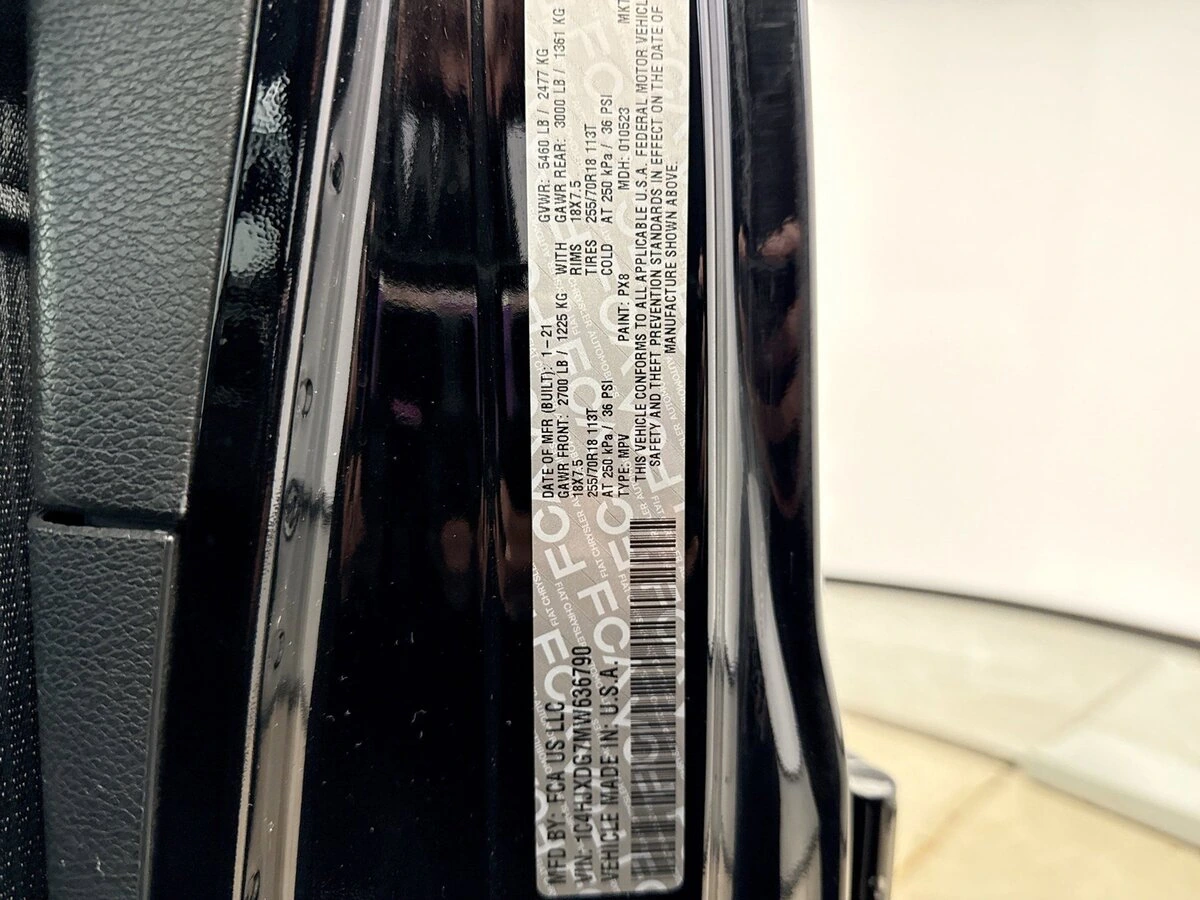 MFD BY: FCA US LLC DATE OF MFR (BUILT): 1-21 GVWR: 5460 LB / 2477 KG
GAWR FRONT: 2700 LB / 1225 KG WITH GAWR REAR: 3000 LB / 1361 KG
VIN: 1C4HJXDG7MW636790 18X7.5 RIMS 18X7.5
255/70R18 113T TIRES 255/70R18 113T
VEHICLE MADE IN: U.S.A. AT 250 kPa / 36 PSI COLD AT 250 kPa / 36 PSI
TYPE: MPV PAINT: PX8 MDH: 010523 MKT
THIS VEHICLE CONFORMS TO ALL APPLICABLE U.S.A. FEDERAL MOTOR VEHICL
SAFETY AND THEFT PREVENTION STANDARDS IN EFFECT ON THE DATE OF
MANUFACTURE SHOWN ABOVE.